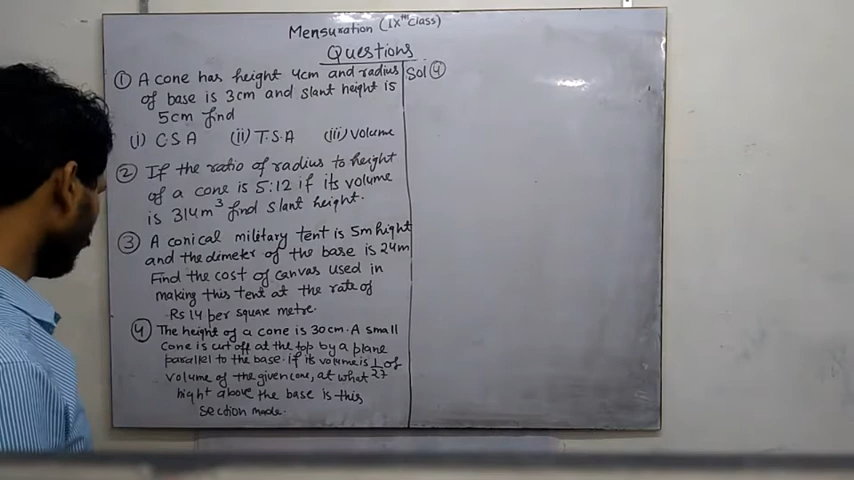 Mensuration (IXth Class)
Questions
① A cone has height 4cm and radius
of base is 3cm and slant height is
5cm find
(i) C.S.A (ii) T.S.A (iii) volume
② If the ratio of radius to height
of a cone is 5:12 if its volume
is 314m³ find slant height.
③ A conical military tent is 5m hight
and the dimeter of the base is 24m
Find the cost of canvas used in
making this tent at the rate of
Rs 14 per square metre.
④ The height of a cone is 30cm. A small
cone is cut off at the top by a plane
parallel to the base. if its volume is 1/27 of
volume of the given cone, at what
hight above the base is this
section made.
Sol ④